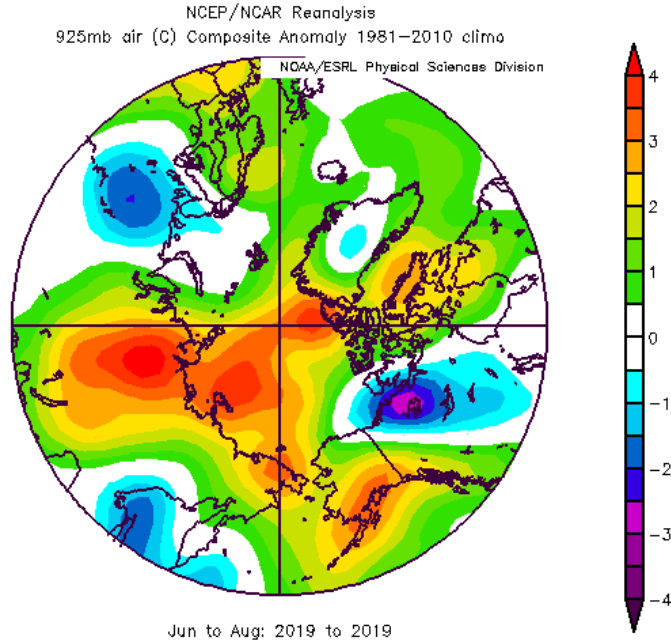 NCEP/NCAR Reanalysis
925mb air (C) Composite Anomaly 1981-2010 climo
NOAA/ESRL Physical Sciences Division
4
3
2
1
0
-1
-2
-3
-4
Jun to Aug: 2019 to 2019